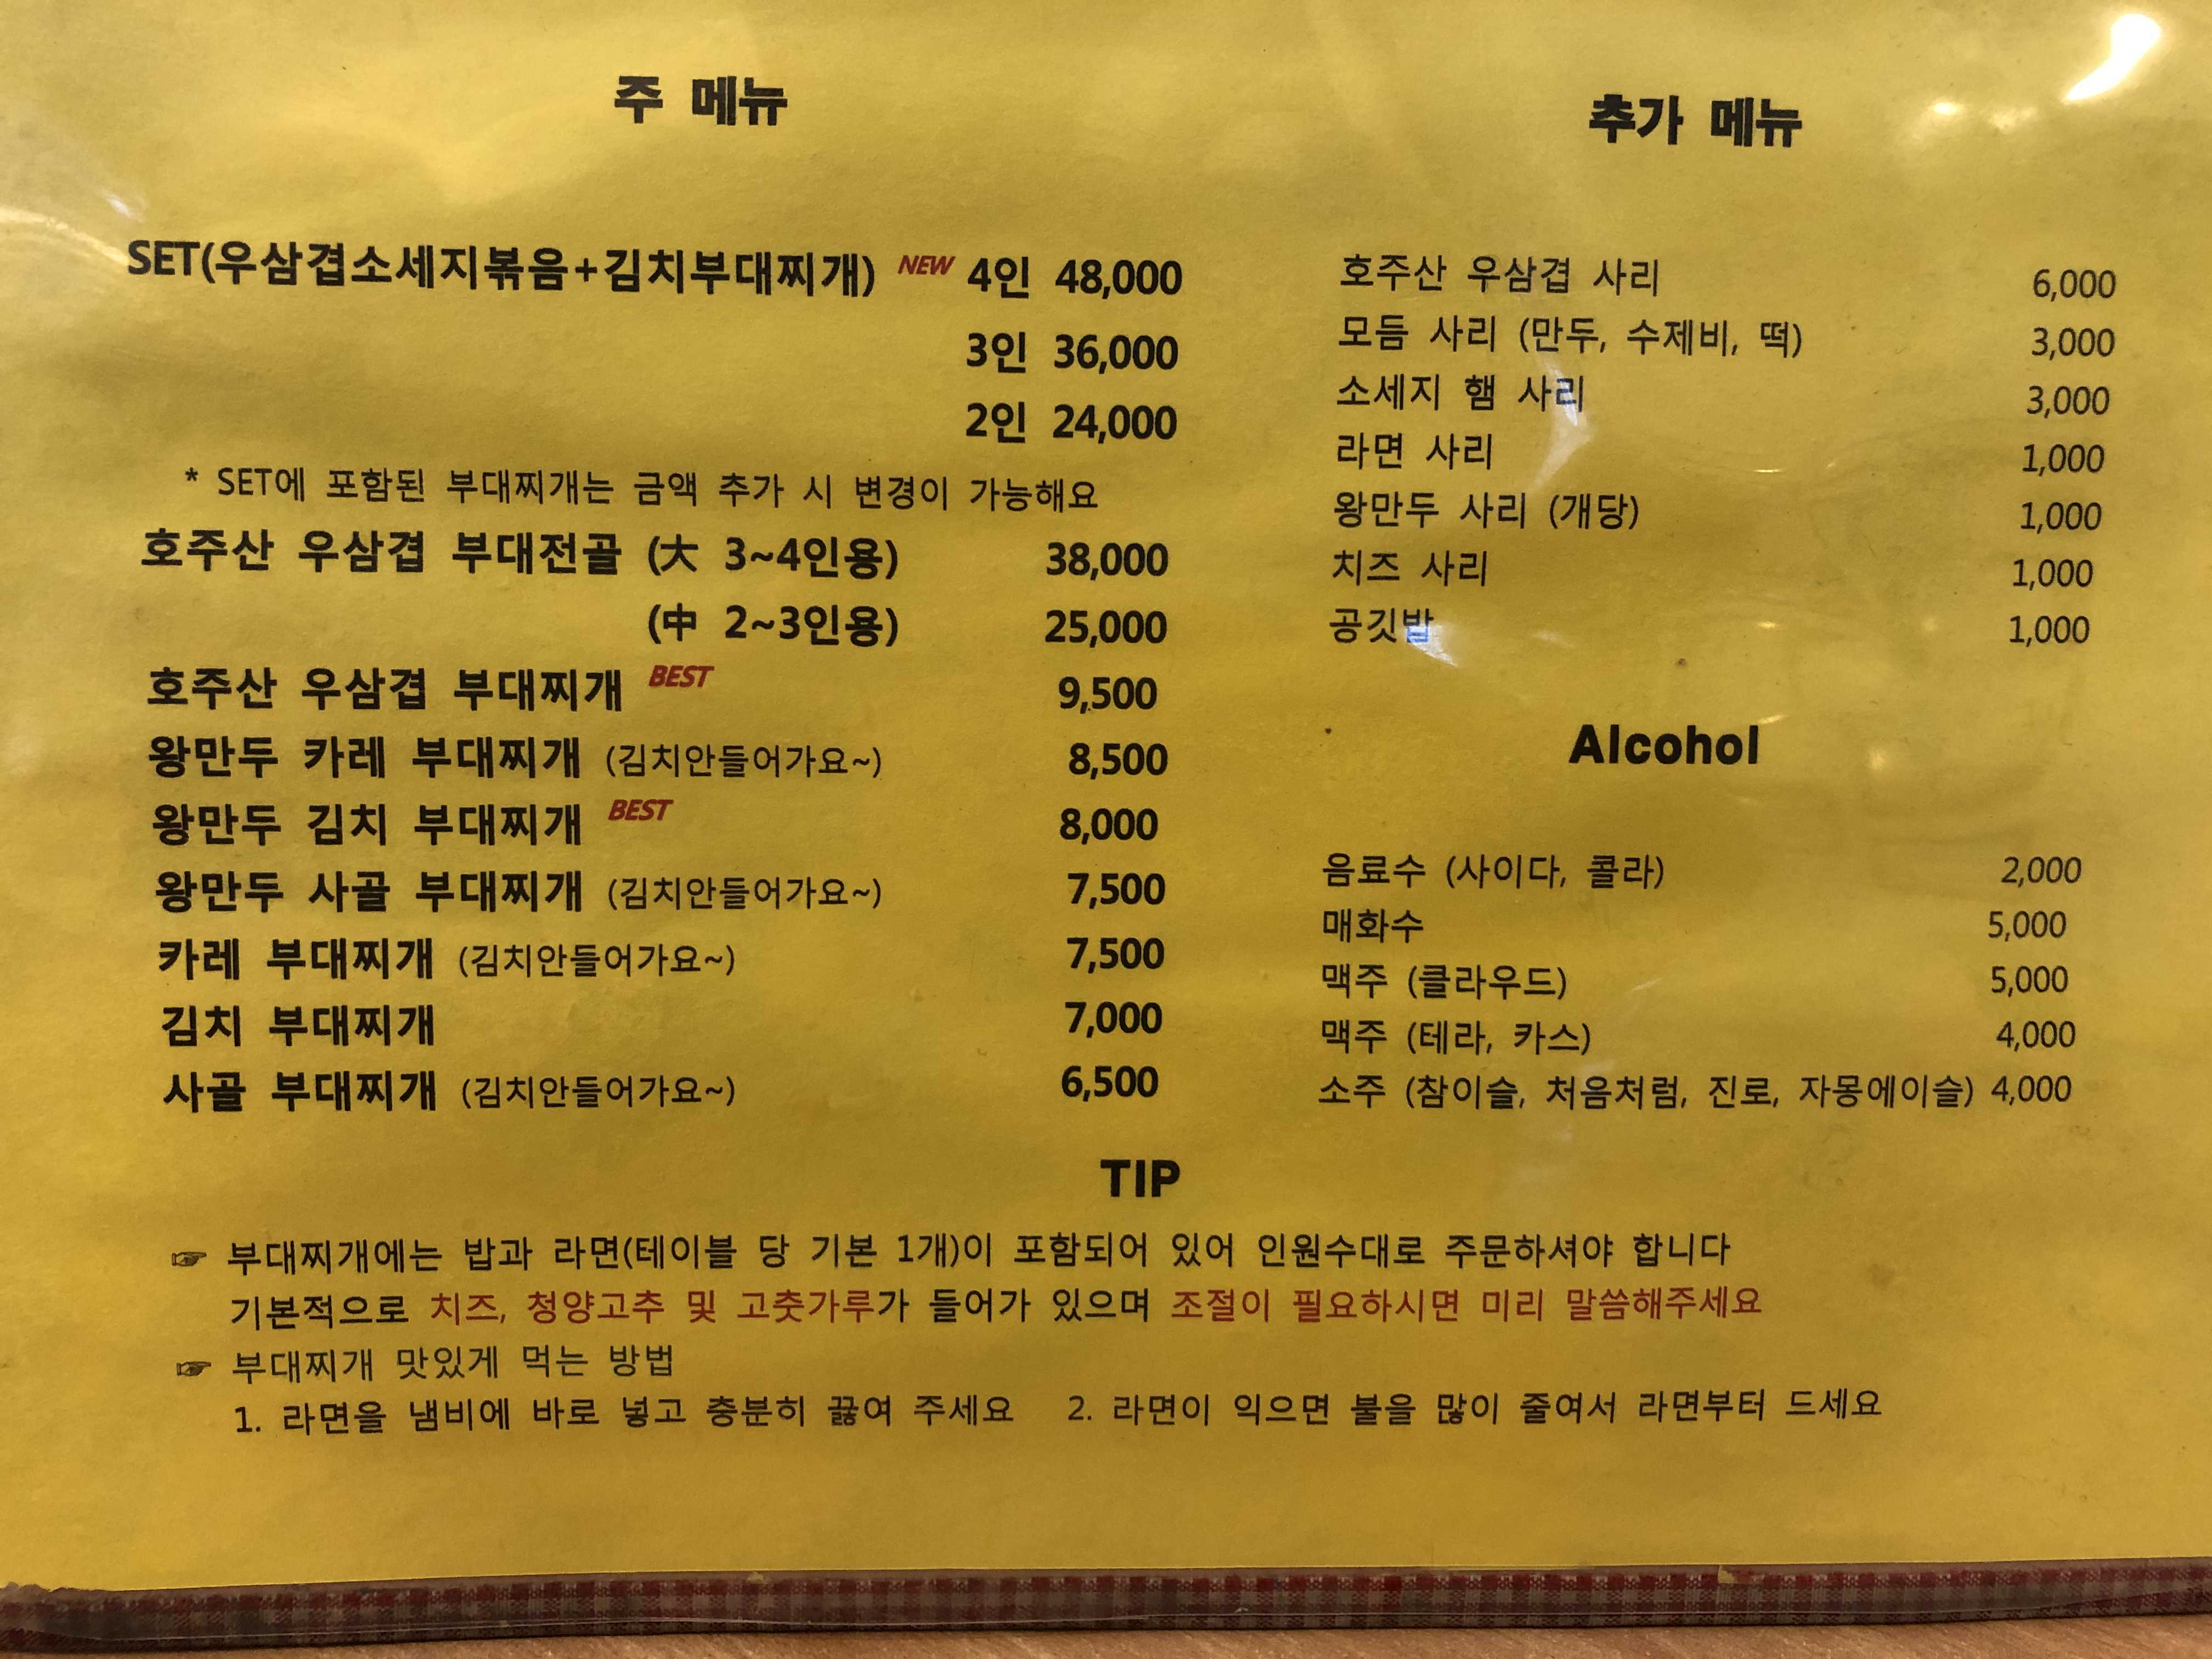 주 메뉴
SET(우삼겹소세지볶음+김치부대찌개) NEW 4인 48,000
3인 36,000
2인 24,000
* SET에 포함된 부대찌개는 금액 추가 시 변경이 가능해요
호주산 우삼겹 부대전골 (大 3~4인용) 38,000
(中 2~3인용) 25,000
호주산 우삼겹 부대찌개 BEST 9,500
왕만두 카레 부대찌개 (김치안들어가요~) 8,500
왕만두 김치 부대찌개 BEST 8,000
왕만두 사골 부대찌개 (김치안들어가요~) 7,500
카레 부대찌개 (김치안들어가요~) 7,500
김치 부대찌개 7,000
사골 부대찌개 (김치안들어가요~) 6,500
추가 메뉴
호주산 우삼겹 사리 6,000
모듬 사리 (만두, 수제비, 떡) 3,000
소세지 햄 사리 3,000
라면 사리 1,000
왕만두 사리 (개당) 1,000
치즈 사리 1,000
공깃밥 1,000
Alcohol
음료수 (사이다, 콜라) 2,000
매화수 5,000
맥주 (클라우드) 5,000
맥주 (테라, 카스) 4,000
소주 (참이슬, 처음처럼, 진로, 자몽에이슬) 4,000
TIP
☞ 부대찌개에는 밥과 라면(테이블 당 기본 1개)이 포함되어 있어 인원수대로 주문하셔야 합니다
기본적으로 치즈, 청양고추 및 고춧가루가 들어가 있으며 조절이 필요하시면 미리 말씀해주세요
☞ 부대찌개 맛있게 먹는 방법
1. 라면을 냄비에 바로 넣고 충분히 끓여 주세요 2. 라면이 익으면 불을 많이 줄여서 라면부터 드세요